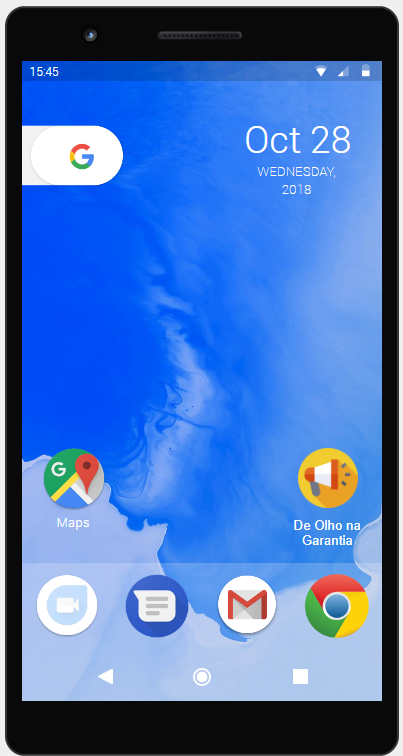 15:45
G
Oct 28
WEDNESDAY,
2018
G
Maps
De Olho na
Garantia